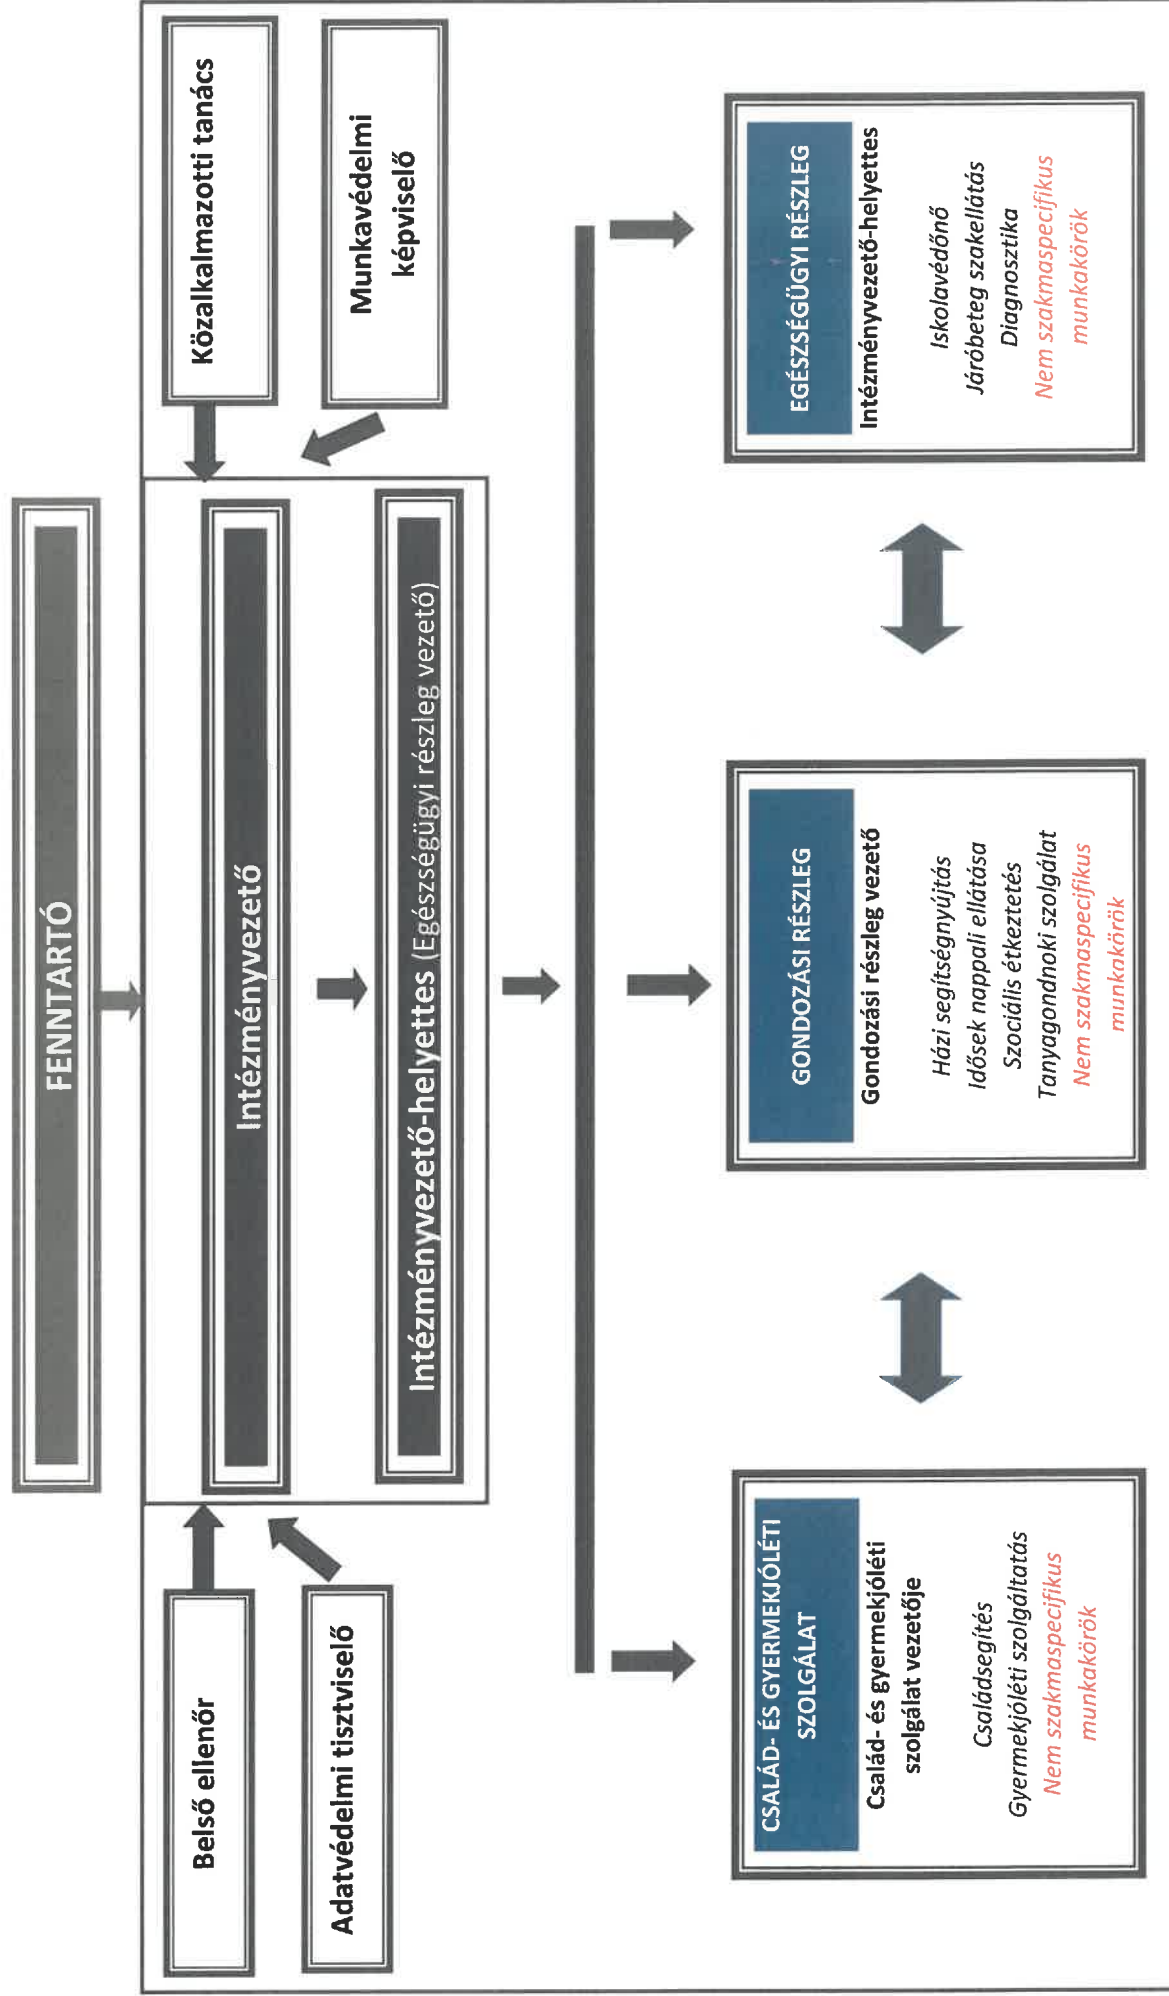 FENNTARTÓ
Belső ellenőr
Adatvédelmi tisztviselő
Intézményvezető
Intézményvezető-helyettes (Egészségügyi részleg vezető)
Közalkalmazotti tanács
Munkavédelmi
képviselő
CSALÁD- ÉS GYERMEKJÓLÉTI
SZOLGÁLAT
Család- és gyermekjóléti
szolgálat vezetője
Családsegítés
Gyermekjóléti szolgáltatás
Nem szakmaspecifikus
munkakörök
GONDOZÁSI RÉSZLEG
Gondozási részleg vezető
Házi segítségnyújtás
Idősek nappali ellátása
Szociális étkeztetés
Tanyagondnoki szolgálat
Nem szakmaspecifikus
munkakörök
EGÉSZSÉGÜGYI RÉSZLEG
Intézményvezető-helyettes
Iskolavédőnő
Járóbeteg szakellátás
Diagnosztika
Nem szakmaspecifikus
munkakörök